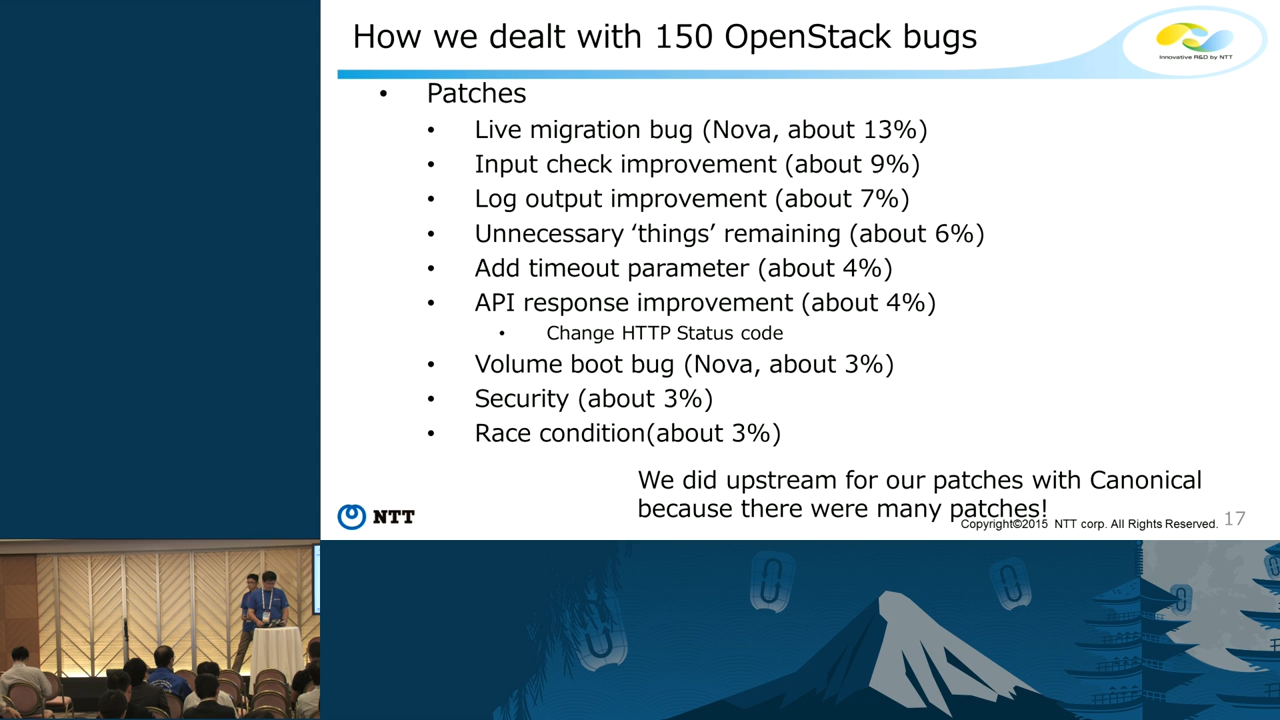 How we dealt with 150 OpenStack bugs
Innovative R&D by NTT
• Patches
• Live migration bug (Nova, about 13%)
• Input check improvement (about 9%)
• Log output improvement (about 7%)
• Unnecessary ‘things’ remaining (about 6%)
• Add timeout parameter (about 4%)
• API response improvement (about 4%)
• Change HTTP Status code
• Volume boot bug (Nova, about 3%)
• Security (about 3%)
• Race condition(about 3%)
We did upstream for our patches with Canonical
because there were many patches!
NTT
Copyright©2015 NTT corp. All Rights Reserved.
17